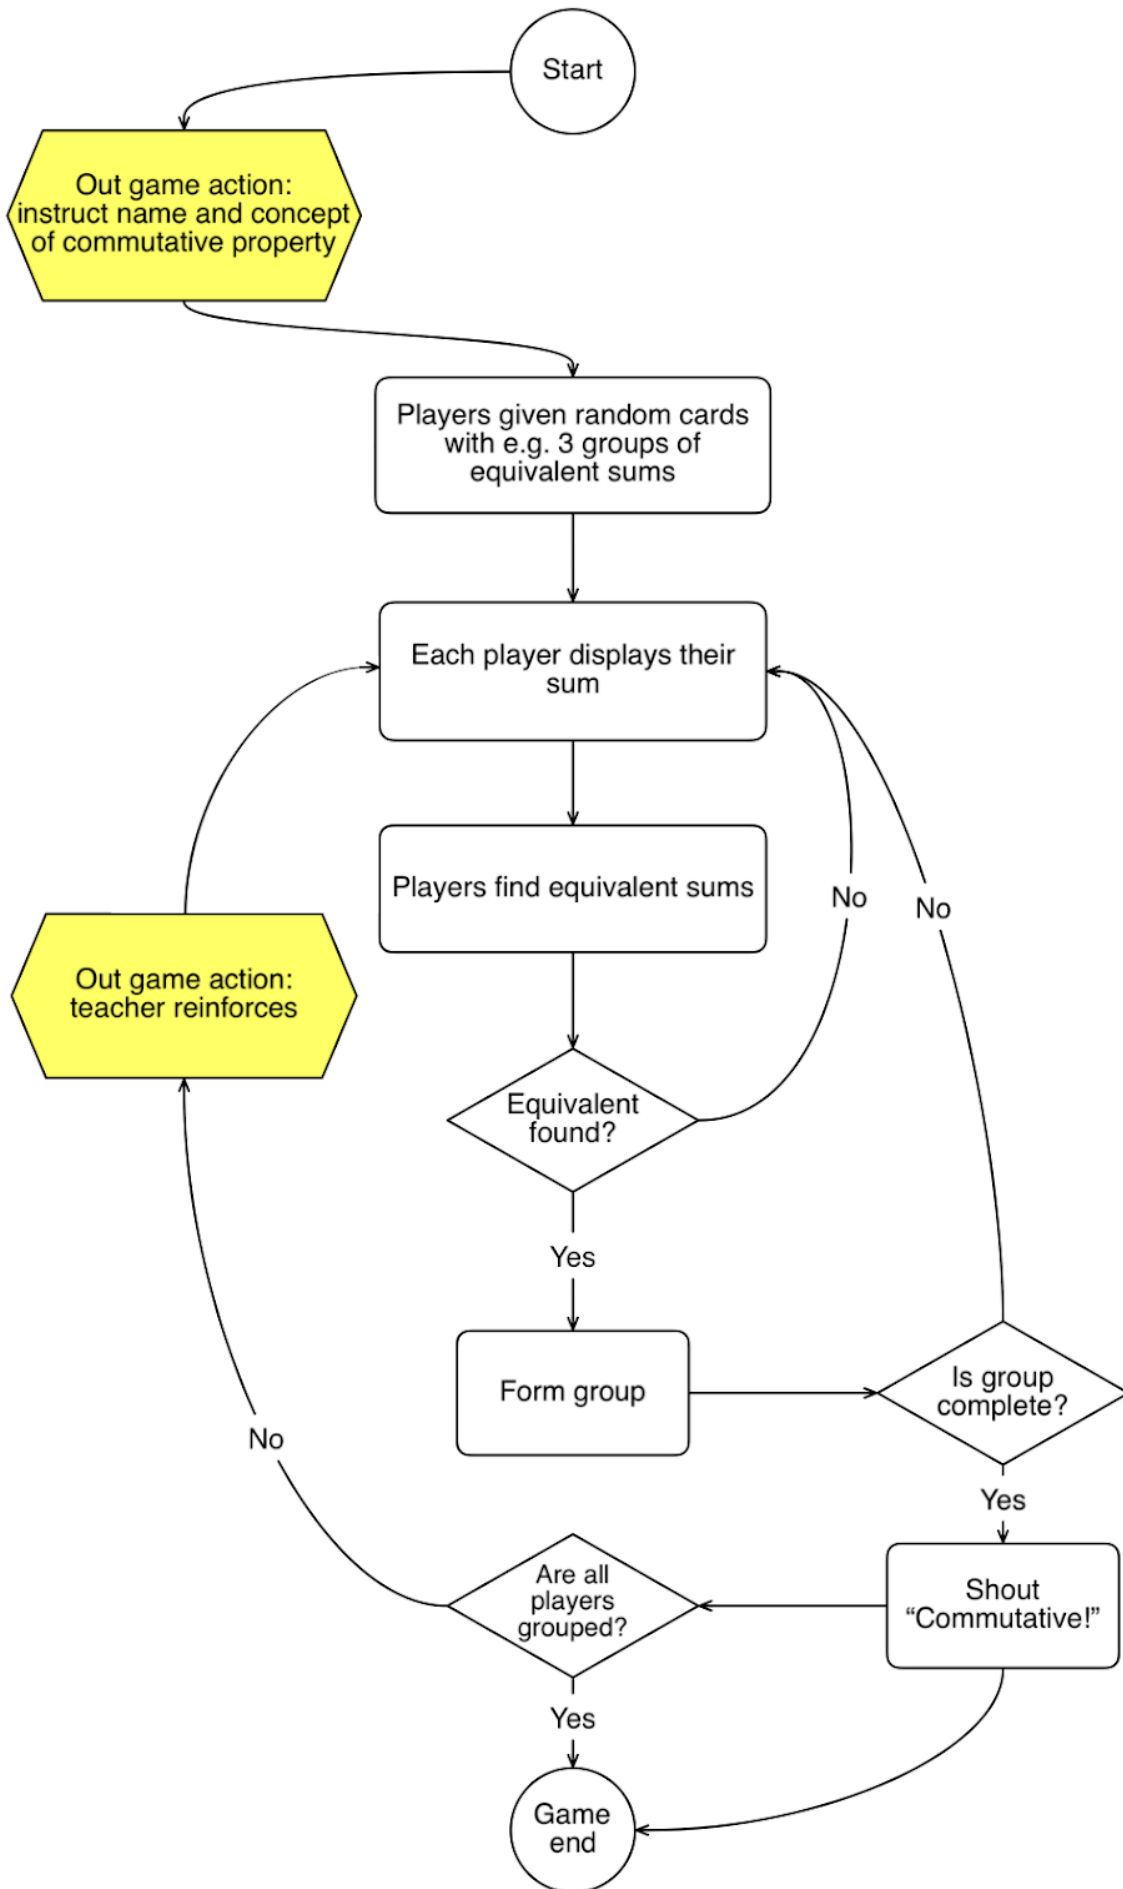 Start
Out game action:
instruct name and concept
of commutative property
Players given random cards
with e.g. 3 groups of
equivalent sums
Each player displays their
sum
Players find equivalent sums
No
No
Out game action:
teacher reinforces
Equivalent
found?
Yes
Form group
Is group
complete?
No
Yes
Are all
players
grouped?
Shout
“Commutative!”
Yes
Game
end